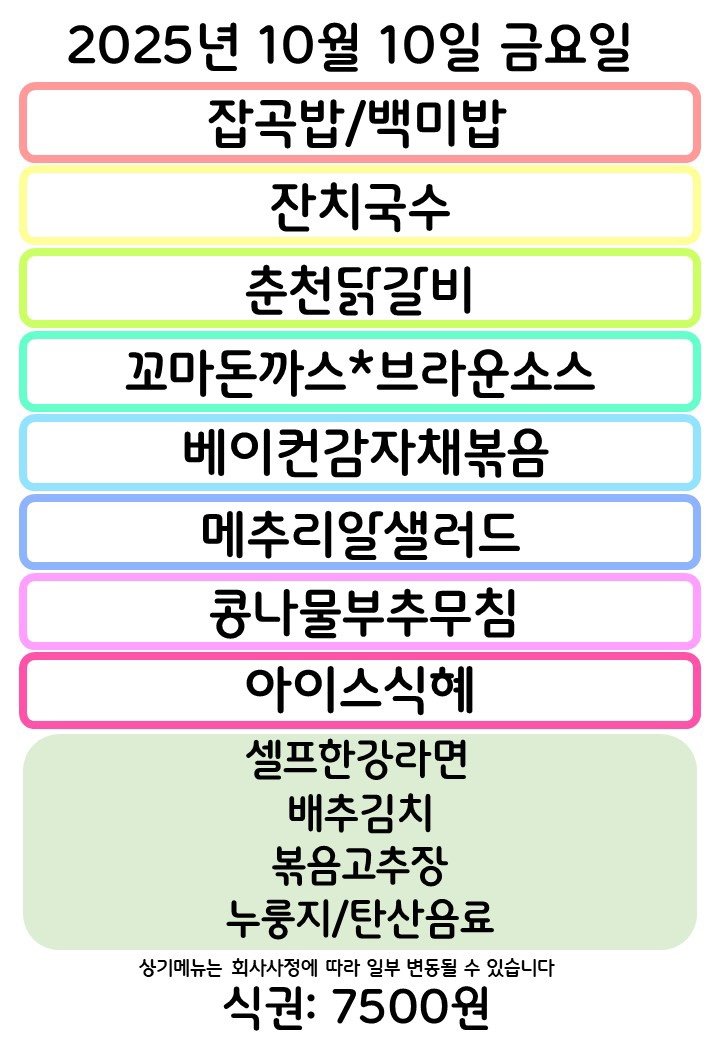 2025년 10월 10일 금요일
잡곡밥/백미밥
잔치국수
춘천닭갈비
꼬마돈까스*브라운소스
베이컨감자채볶음
메추리알샐러드
콩나물부추무침
아이스식혜
셀프한강라면
배추김치
볶음고추장
누룽지/탄산음료
상기메뉴는 회사사정에 따라 일부 변동될 수 있습니다
식권: 7500원